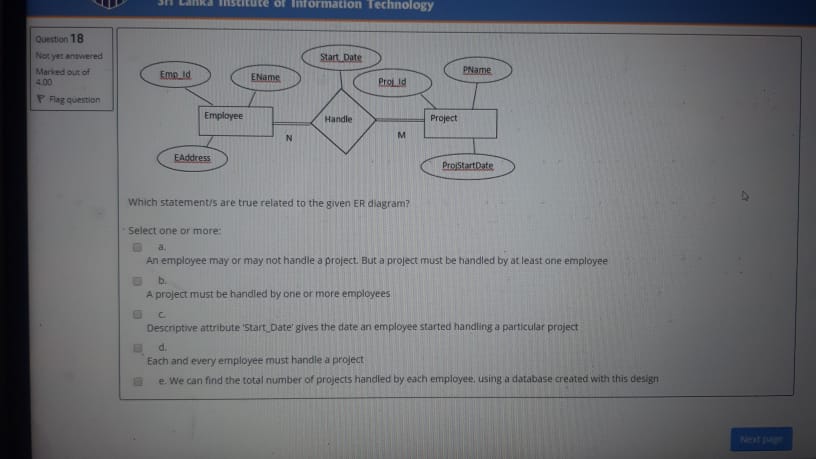 Sri Lanka Institute of Information Technology
Question 18
Not yet answered
Marked out of
4.00
Flag question
Start_Date
Emp_Id
EName
Proj_Id
PName
Employee
Handle
Project
N
M
EAddress
ProjStartDate
Which statement/s are true related to the given ER diagram?
Select one or more:
a.
An employee may or may not handle a project. But a project must be handled by at least one employee
b.
A project must be handled by one or more employees
c.
Descriptive attribute 'Start_Date' gives the date an employee started handling a particular project
d.
Each and every employee must handle a project
e. We can find the total number of projects handled by each employee, using a database created with this design
Next page